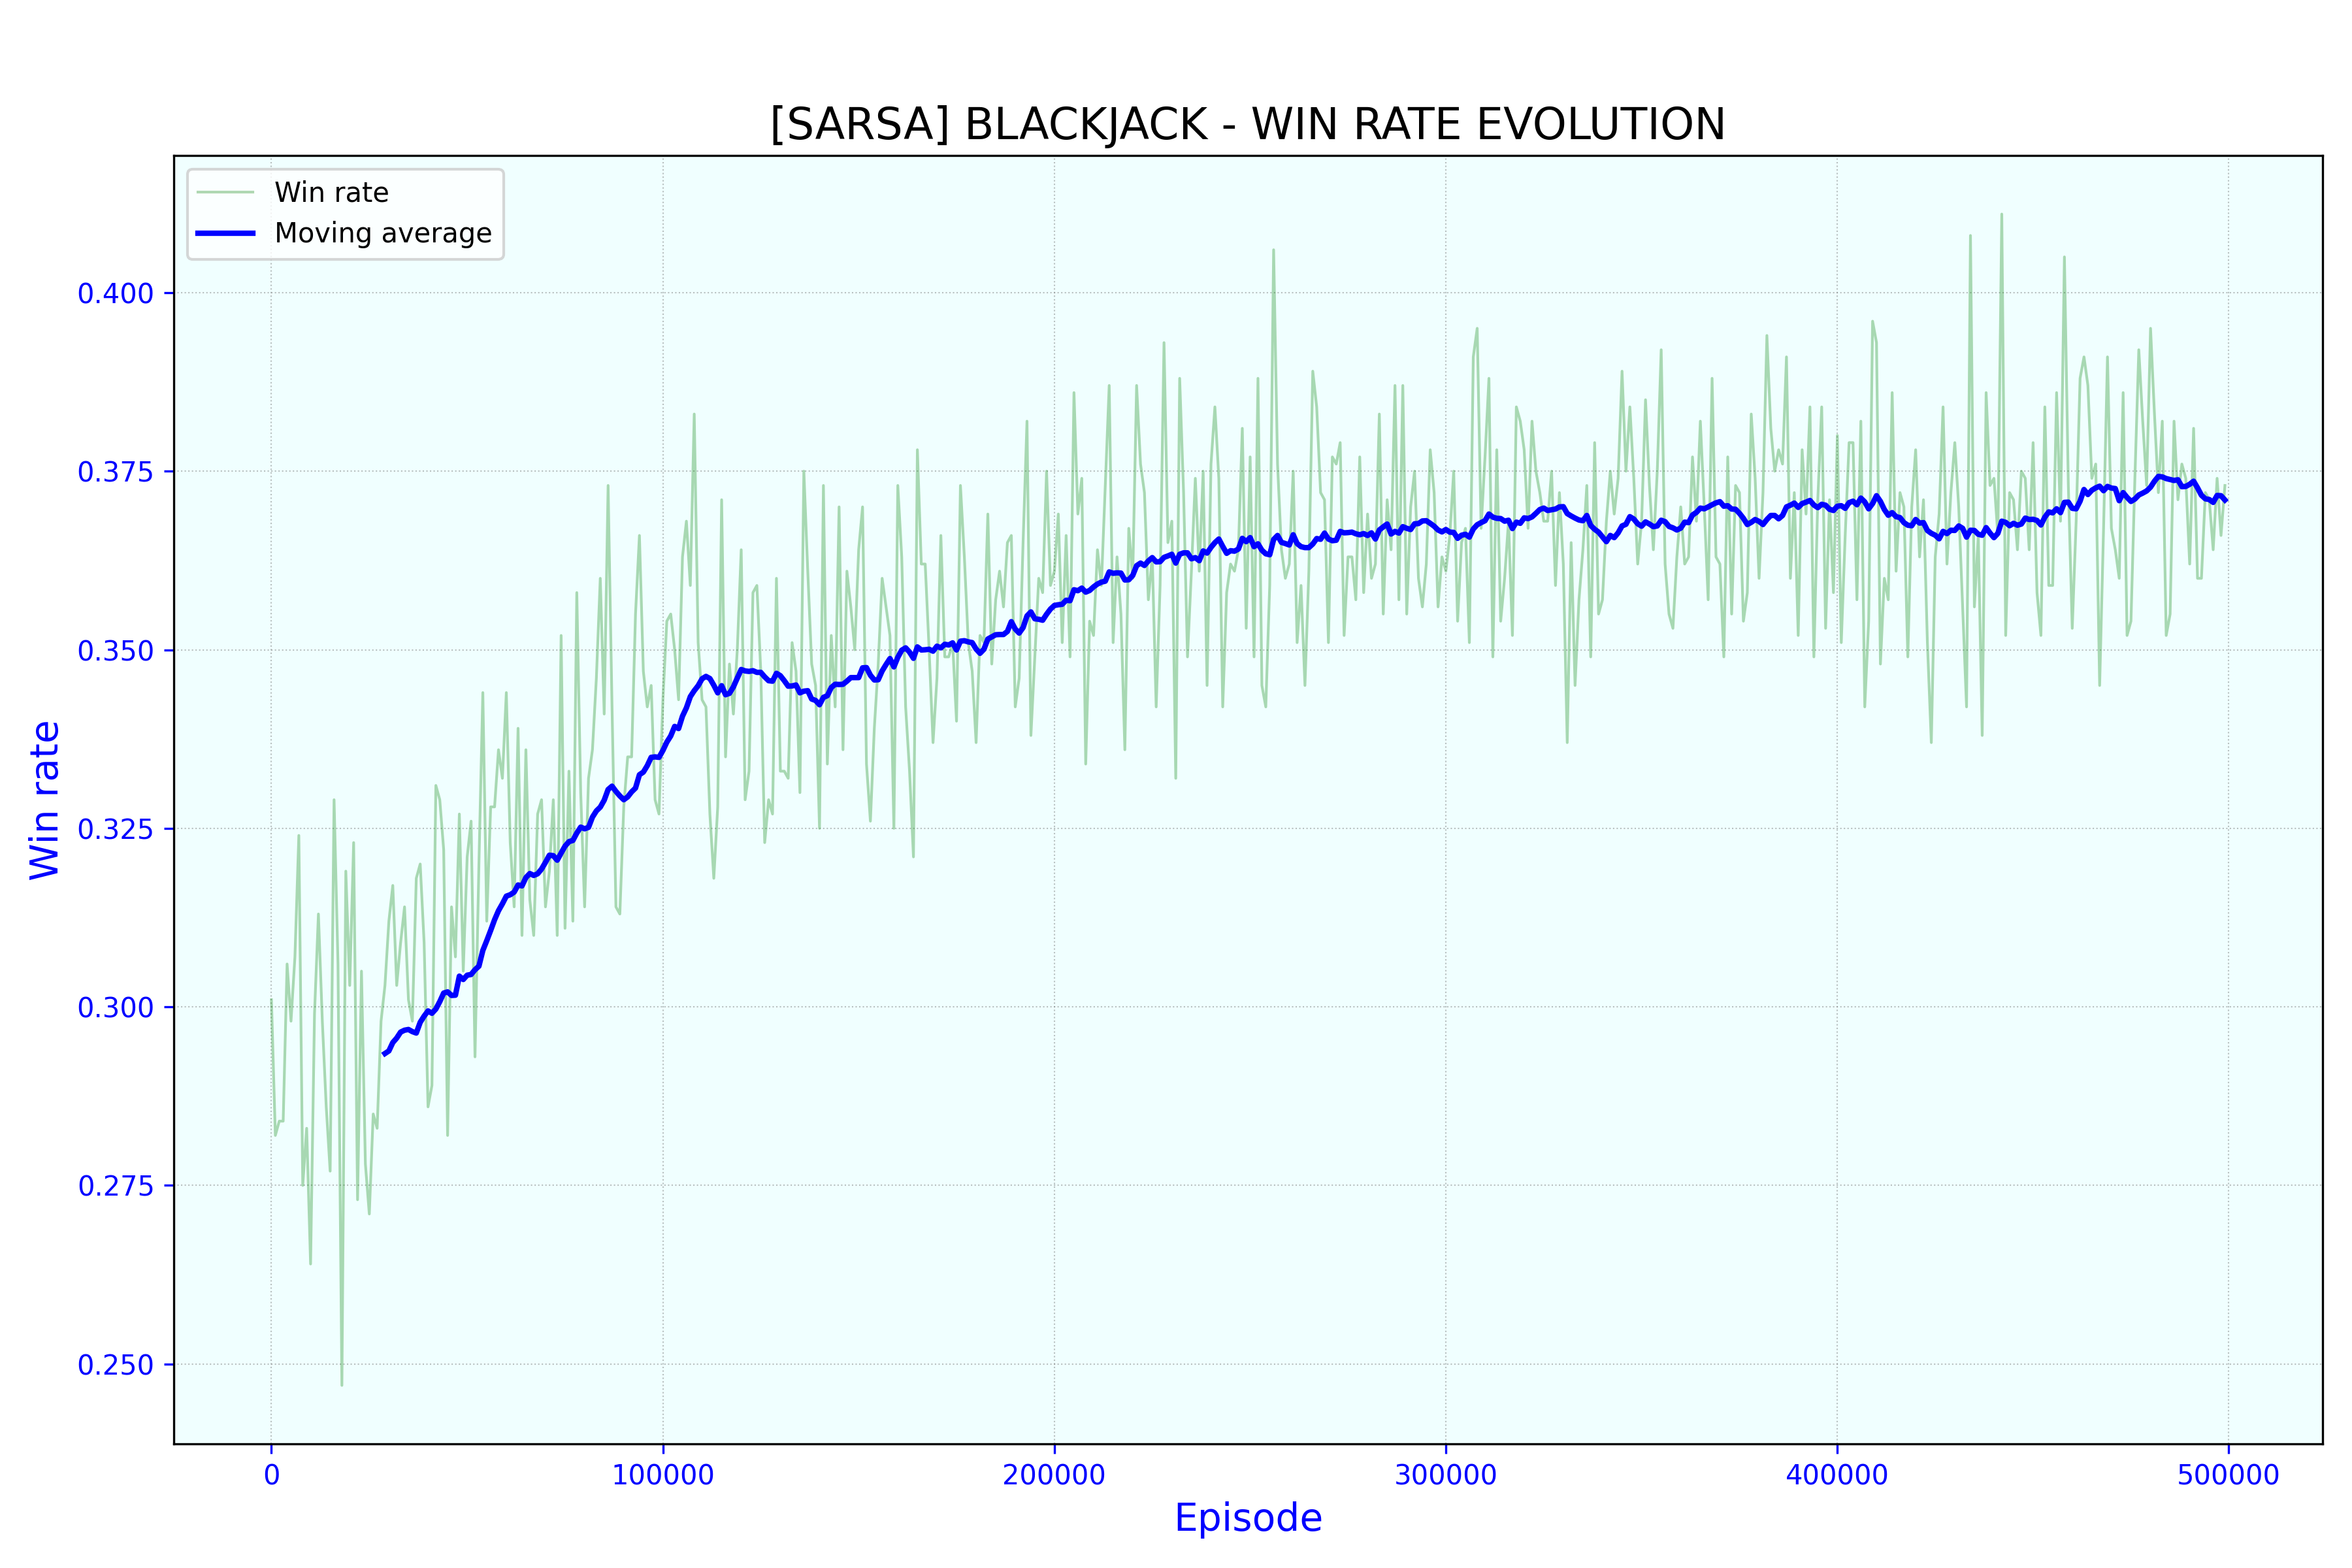 [SARSA] BLACKJACK - WIN RATE EVOLUTION
Win rate
Moving average
0.400
0.375
0.350
0.325
0.300
0.275
0.250
Win rate
0
100000
200000
300000
400000
500000
Episode